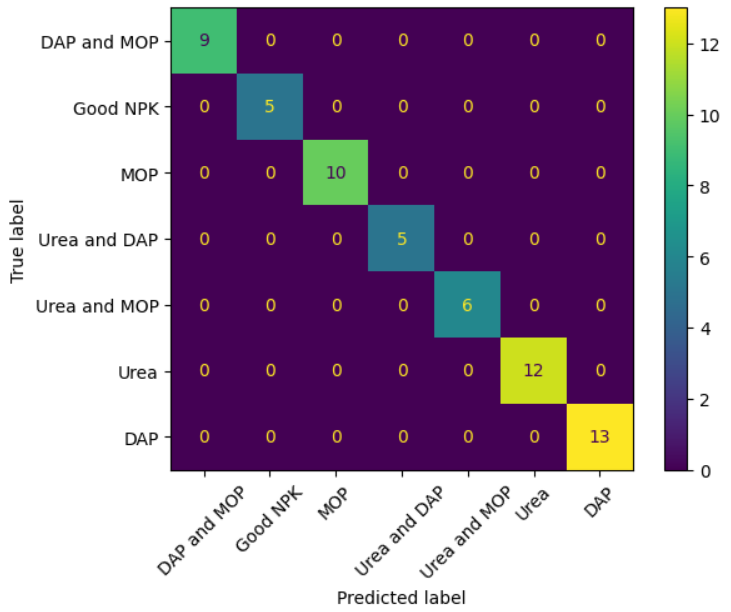 DAP and MOP 9 0 0 0 0 0 0
Good NPK 0 5 0 0 0 0 0
MOP 0 0 10 0 0 0 0
Urea and DAP 0 0 0 5 0 0 0
Urea and MOP 0 0 0 0 6 0 0
Urea 0 0 0 0 0 12 0
DAP 0 0 0 0 0 0 13
True label
DAP and MOP Good NPK MOP Urea and DAP Urea and MOP Urea DAP
Predicted label
12
10
8
6
4
2
0